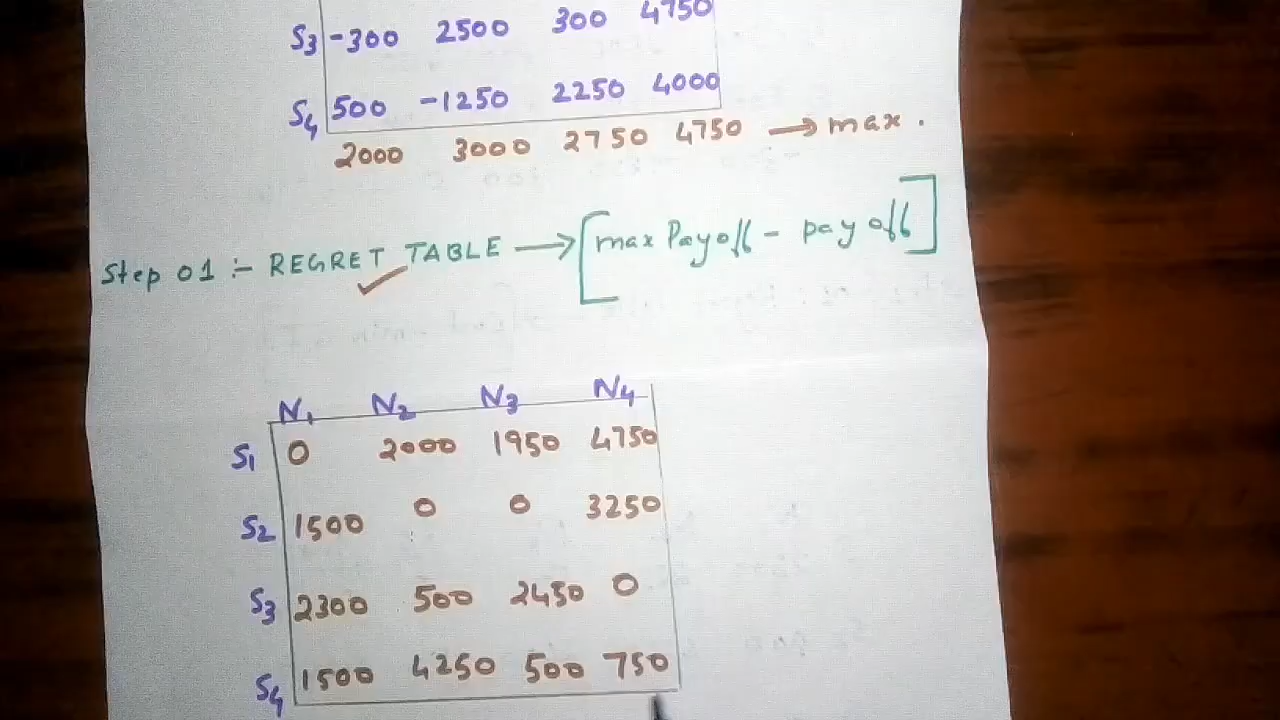 S3 -300 2500 300 4750
S4 500 -1250 2250 4000
2000 3000 2750 4750 → max.
Step 01 :- REGRET TABLE → [max Payoff - pay off]
N1 N2 N3 N4
S1 0 2000 1950 4750
S2 1500 0 0 3250
S3 2300 500 2450 0
S4 1500 4250 500 750